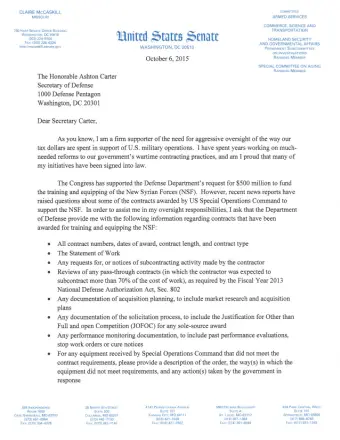 CLAIRE McCASKILL
MISSOURI
COMMITTEES:
ARMED SERVICES
COMMERCE, SCIENCE AND
TRANSPORTATION
HOMELAND SECURITY
AND GOVERNMENTAL AFFAIRS
RANKING MEMBER
SPECIAL COMMITTEE ON AGING
RANKING MEMBER
United States Senate
WASHINGTON, DC 20510
October 6, 2015
The Honorable Ashton Carter
Secretary of Defense
1000 Defense Pentagon
Washington, DC 20301
Dear Secretary Carter,
As you know, I am a firm supporter of the need for aggressive oversight of the way our
tax dollars are spent in support of U.S. military operations. I have spent years working on much-
needed reforms to our government's wartime contracting practices, and am I proud that many of
my initiatives have been signed into law.
The Congress has supported the Defense Department's request for $500 million to fund
the training and equipping of the New Syrian Forces (NSF). However, recent news reports have
raised questions about some of the contracts awarded by US Special Operations Command to
support the NSF. In order to assist me in my oversight responsibilities, I ask that the Department
of Defense provide me with the following information regarding contracts that have been
awarded for training and equipping the NSF:
• All contract numbers, dates of award, contract length, and contract type
• The Statement of Work
• Any requests for, or notices of subcontracting activity made by the contractor
• Reviews of any pass-through contracts (in which the contractor was expected to
subcontract more than 70% of the cost of work), as required by the Fiscal Year 2013
National Defense Authorization Act, Sec. 802
• Any documentation of acquisition planning, to include market research and acquisition
plans
• Any documentation of the solicitation process, to include the Justification for Other Than
Full and open Competition (JOFOC) for any sole-source award
• Any performance monitoring documentation, to include past performance evaluations,
stop work orders or cure notices
• For any equipment received by Special Operations Command that did not meet the
contract requirements, please provide a description of the order, the way(s) in which the
equipment did not meet requirements, and any action(s) taken by the government in
response